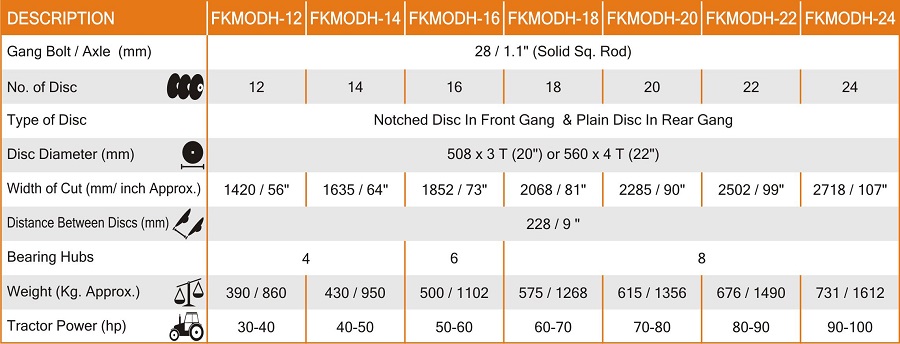 DESCRIPTION FKMODH-12 FKMODH-14 FKMODH-16 FKMODH-18 FKMODH-20 FKMODH-22 FKMODH-24
Gang Bolt / Axle (mm) 28 / 1.1" (Solid Sq. Rod)
No. of Disc 12 14 16 18 20 22 24
Type of Disc Notched Disc In Front Gang & Plain Disc In Rear Gang
Disc Diameter (mm) 508 x 3 T (20") or 560 x 4 T (22")
Width of Cut (mm/ inch Approx.) 1420 / 56" 1635 / 64" 1852 / 73" 2068 / 81" 2285 / 90" 2502 / 99" 2718 / 107"
Distance Between Discs (mm) 228 / 9 "
Bearing Hubs 4 6 8
Weight (Kg. Approx.) 390 / 860 430 / 950 500 / 1102 575 / 1268 615 / 1356 676 / 1490 731 / 1612
Tractor Power (hp) 30-40 40-50 50-60 60-70 70-80 80-90 90-100